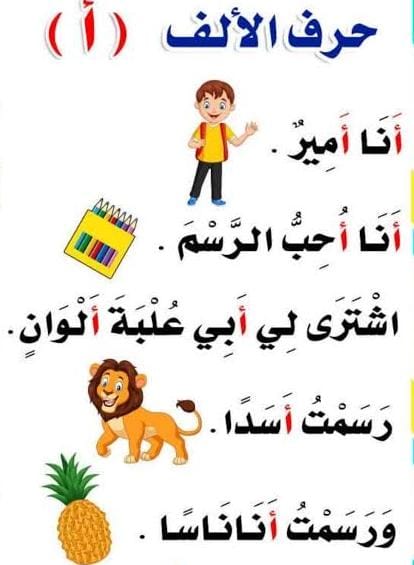 حرف الألف ( أ )
أَنَا أَمِيرٌ .
أَنَا أُحِبُّ الرَّسْمَ .
اشْتَرَى لِي أَبِي عُلْبَةَ أَلْوَانٍ.
رَسَمْتُ أَسَدًا .
وَرَسَمْتُ أَنَانَاسًا .